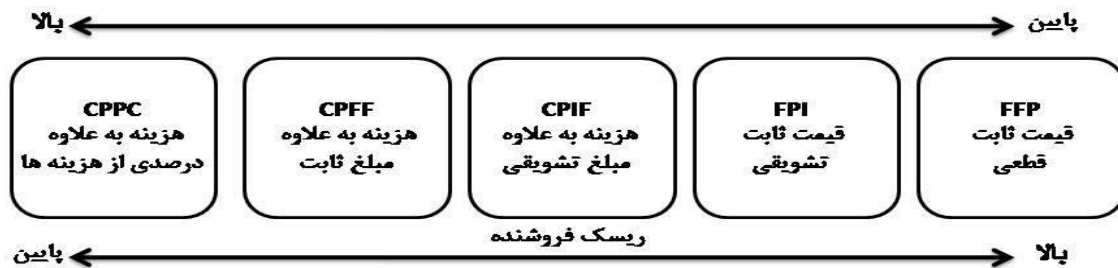 پایین
بالا
FFP
قیمت ثابت
قطعی
FPI
قیمت ثابت
تشویقی
CPIF
هزینه به علاوه
مبلغ تشویقی
CPFF
هزینه به علاوه
مبلغ ثابت
CPPC
هزینه به علاوه
درصدی از هزینه ها
ریسک فروشنده
بالا
پایین